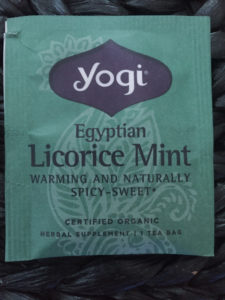 yogi®
Egyptian
Licorice Mint
WARMING AND NATURALLY
SPICY-SWEET*
CERTIFIED ORGANIC
HERBAL SUPPLEMENT | 1 TEA BAG